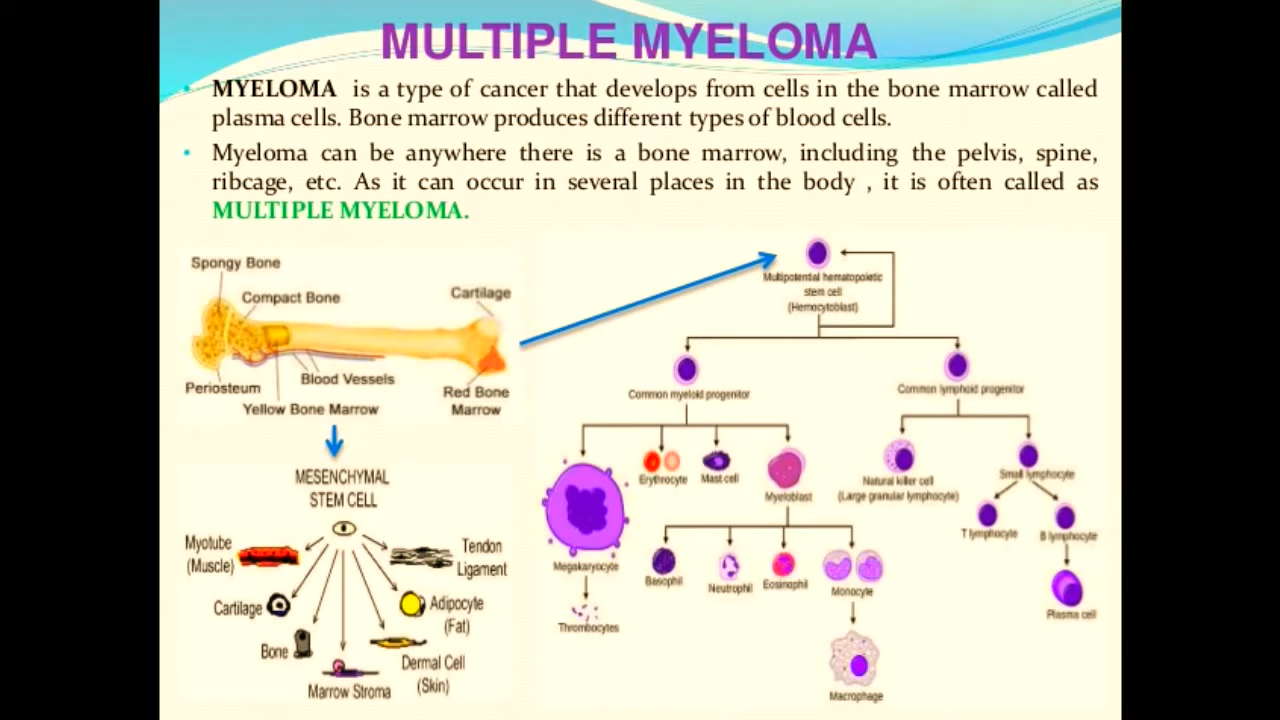 MULTIPLE MYELOMA
• MYELOMA is a type of cancer that develops from cells in the bone marrow called
plasma cells. Bone marrow produces different types of blood cells.
• Myeloma can be anywhere there is a bone marrow, including the pelvis, spine,
ribcage, etc. As it can occur in several places in the body , it is often called as
MULTIPLE MYELOMA.
Spongy Bone
Compact Bone
Cartilage
Periosteum
Blood Vessels
Yellow Bone Marrow
Red Bone
Marrow
MESENCHYMAL
STEM CELL
Myotube
(Muscle)
Tendon
Ligament
Cartilage
Adipocyte
(Fat)
Bone
Dermal Cell
(Skin)
Marrow Stroma
Multipotential hematopoietic
stem cell
(Hemocytoblast)
Common myeloid progenitor
Common lymphoid progenitor
Erythrocyte
Mast cell
Myeloblast
Natural killer cell
(Large granular lymphocyte)
Small lymphocyte
T lymphocyte
B lymphocyte
Megakaryocyte
Basophil
Neutrophil
Eosinophil
Monocyte
Plasma cell
Thrombocytes
Macrophage